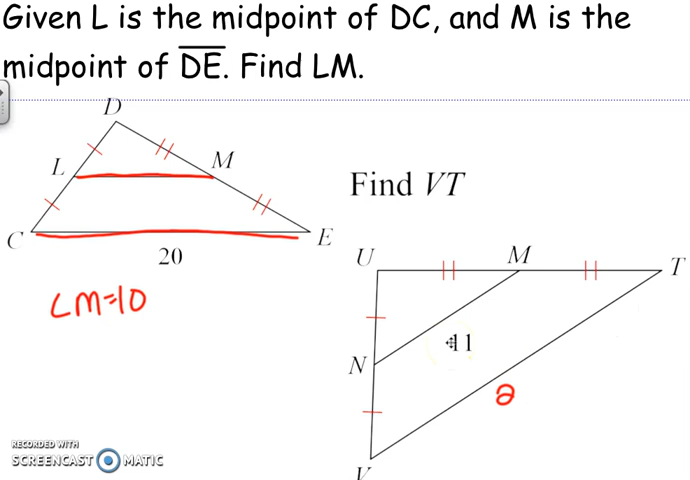 Given L is the midpoint of DC, and M is the
midpoint of DE. Find LM.
D
L
M
C
E
20
LM=10
Find VT
U
M
T
N
11
V
RECORDED WITH
SCREENCAST MATIC